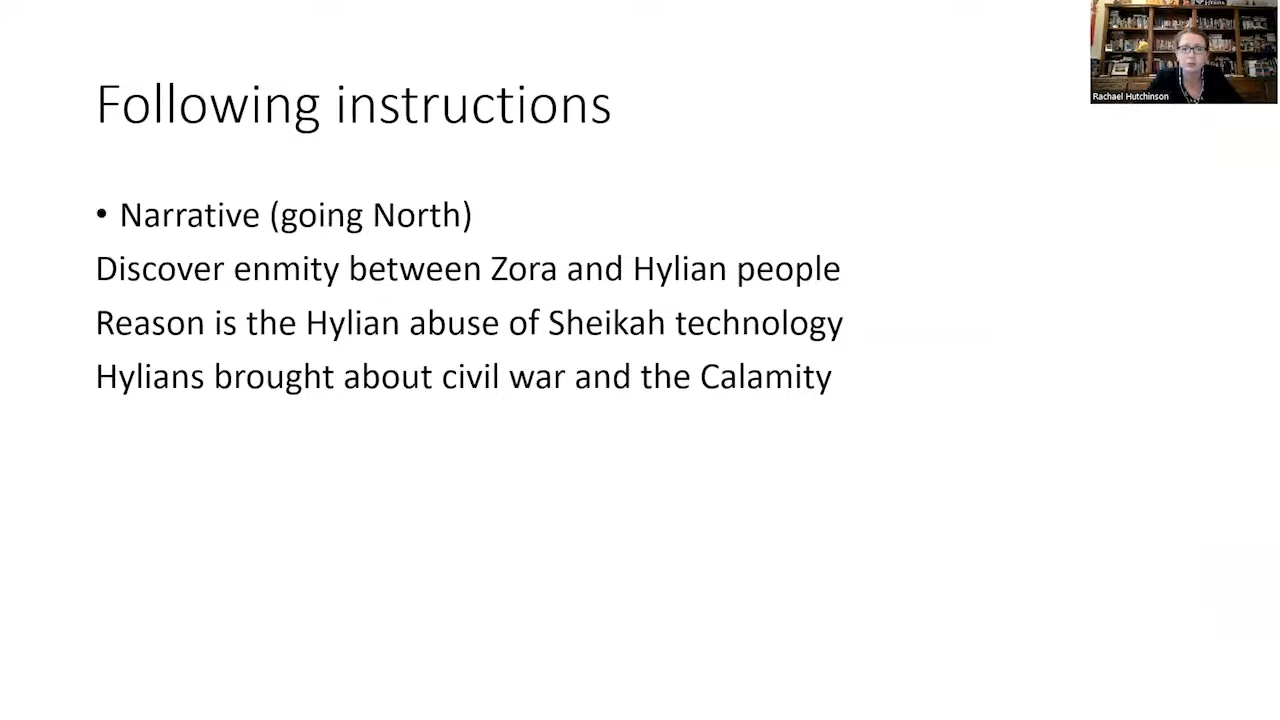 Following instructions
• Narrative (going North)
Discover enmity between Zora and Hylian people
Reason is the Hylian abuse of Sheikah technology
Hylians brought about civil war and the Calamity
Rachael Hutchinson